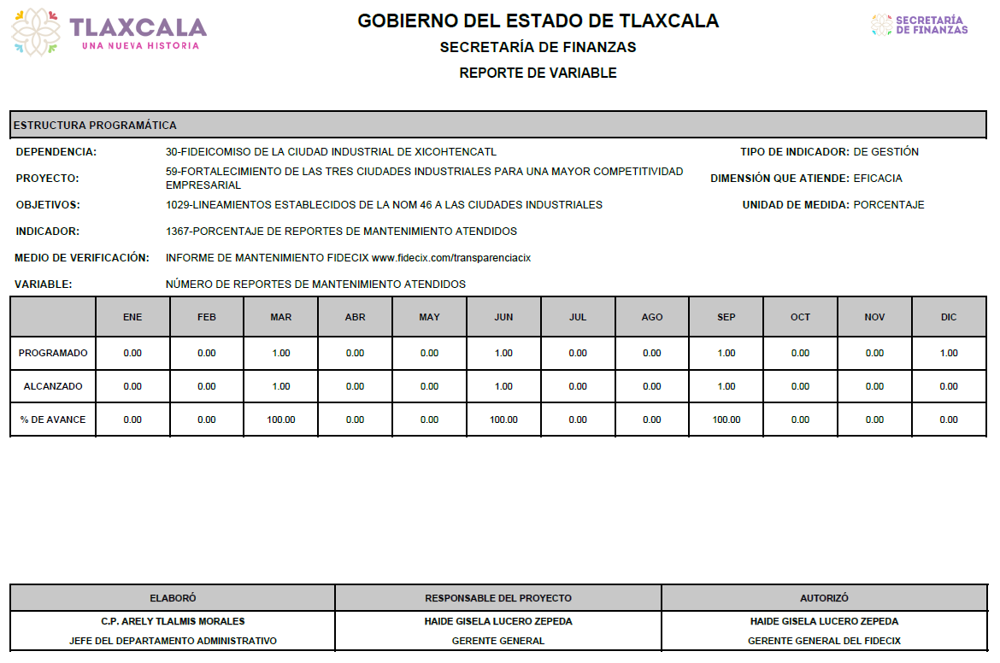 TLAXCALA
UNA NUEVA HISTORIA
GOBIERNO DEL ESTADO DE TLAXCALA
SECRETARÍA DE FINANZAS
REPORTE DE VARIABLE
SECRETARÍA
DE FINANZAS
ESTRUCTURA PROGRAMÁTICA
DEPENDENCIA: 30-FIDEICOMISO DE LA CIUDAD INDUSTRIAL DE XICOHTENCATL TIPO DE INDICADOR: DE GESTIÓN
PROYECTO: 59-FORTALECIMIENTO DE LAS TRES CIUDADES INDUSTRIALES PARA UNA MAYOR COMPETITIVIDAD
EMPRESARIAL DIMENSIÓN QUE ATIENDE: EFICACIA
OBJETIVOS: 1029-LINEAMIENTOS ESTABLECIDOS DE LA NOM 46 A LAS CIUDADES INDUSTRIALES UNIDAD DE MEDIDA: PORCENTAJE
INDICADOR: 1367-PORCENTAJE DE REPORTES DE MANTENIMIENTO ATENDIDOS
MEDIO DE VERIFICACIÓN: INFORME DE MANTENIMIENTO FIDECIX www.fidecix.com/transparenciacix
VARIABLE: NÚMERO DE REPORTES DE MANTENIMIENTO ATENDIDOS
ENE FEB MAR ABR MAY JUN JUL AGO SEP OCT NOV DIC
PROGRAMADO 0.00 0.00 1.00 0.00 0.00 1.00 0.00 0.00 1.00 0.00 0.00 1.00
ALCANZADO 0.00 0.00 1.00 0.00 0.00 1.00 0.00 0.00 1.00 0.00 0.00 0.00
% DE AVANCE 0.00 0.00 100.00 0.00 0.00 100.00 0.00 0.00 100.00 0.00 0.00 0.00
ELABORÓ RESPONSABLE DEL PROYECTO AUTORIZÓ
C.P. ARELY TLALMIS MORALES HAIDE GISELA LUCERO ZEPEDA HAIDE GISELA LUCERO ZEPEDA
JEFE DEL DEPARTAMENTO ADMINISTRATIVO GERENTE GENERAL GERENTE GENERAL DEL FIDECIX